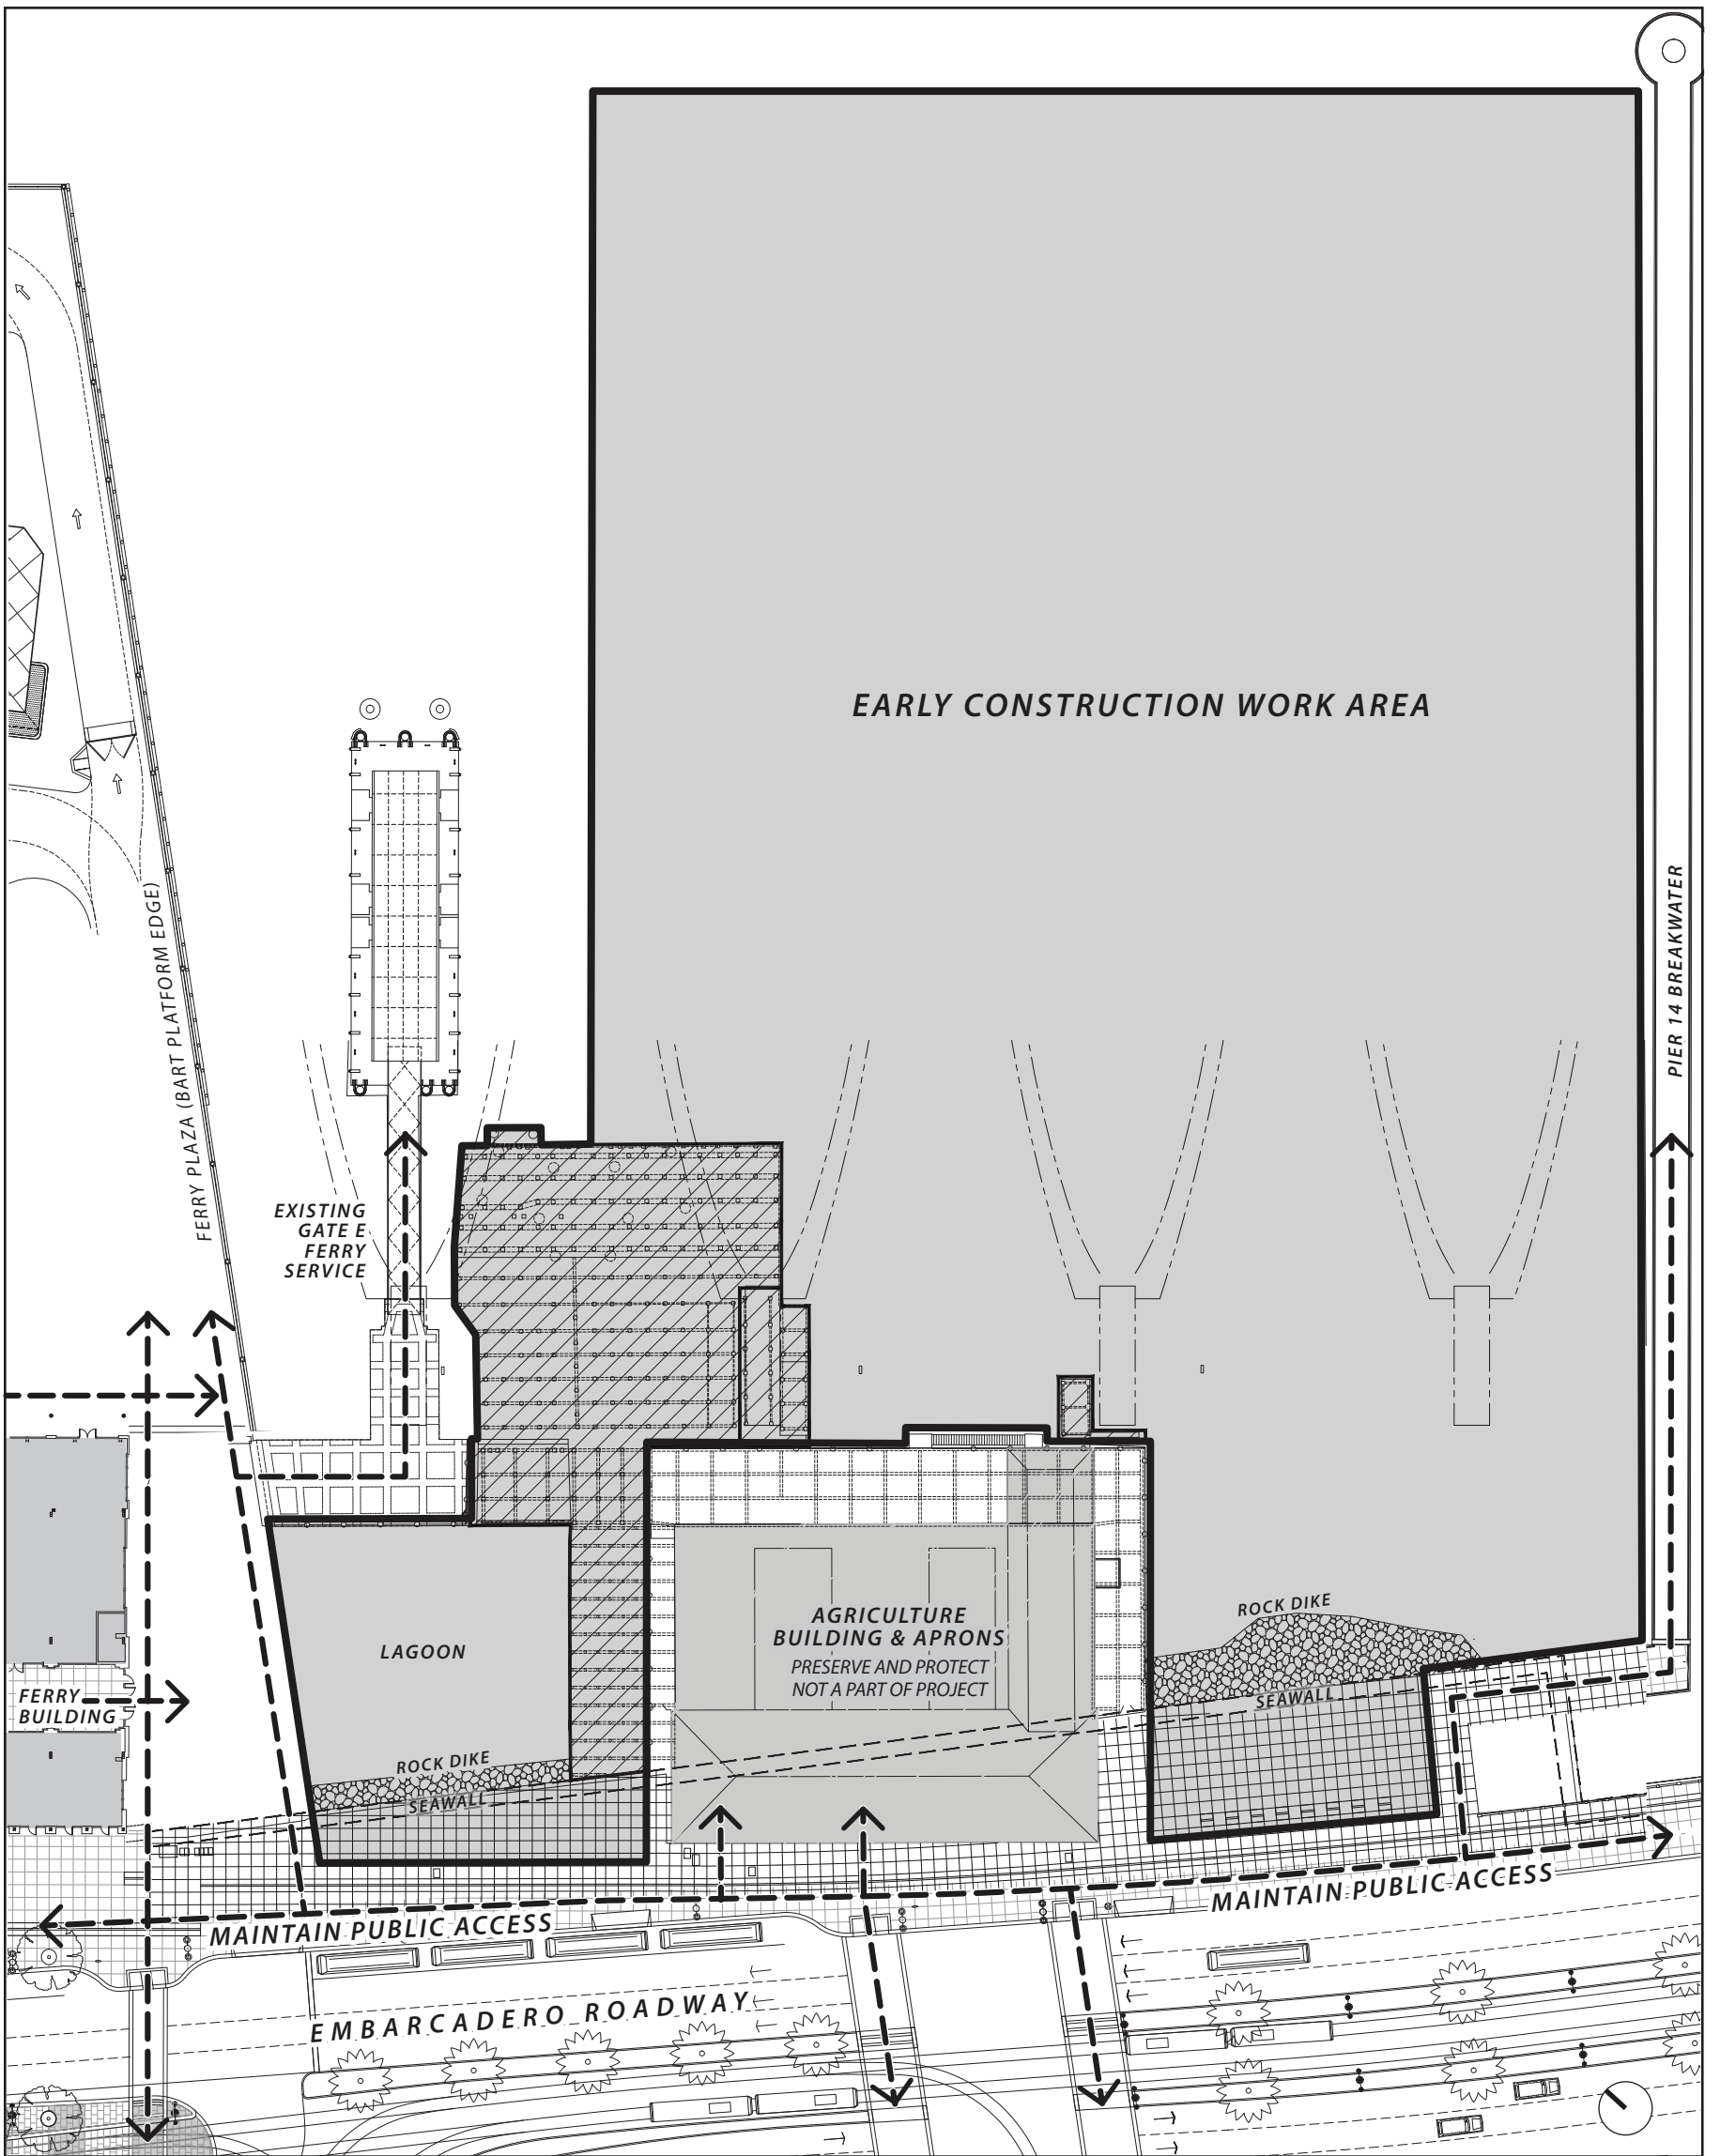 EARLY CONSTRUCTION WORK AREA
FERRY PLAZA (BART PLATFORM EDGE)
PIER 14 BREAKWATER
EXISTING
GATE E
FERRY
SERVICE
LAGOON
AGRICULTURE
BUILDING & APRONS
PRESERVE AND PROTECT
NOT A PART OF PROJECT
ROCK DIKE
SEAWALL
FERRY
BUILDING
ROCK DIKE
SEAWALL
MAINTAIN PUBLIC ACCESS
MAINTAIN PUBLIC ACCESS
EMBARCADERO ROADWAY